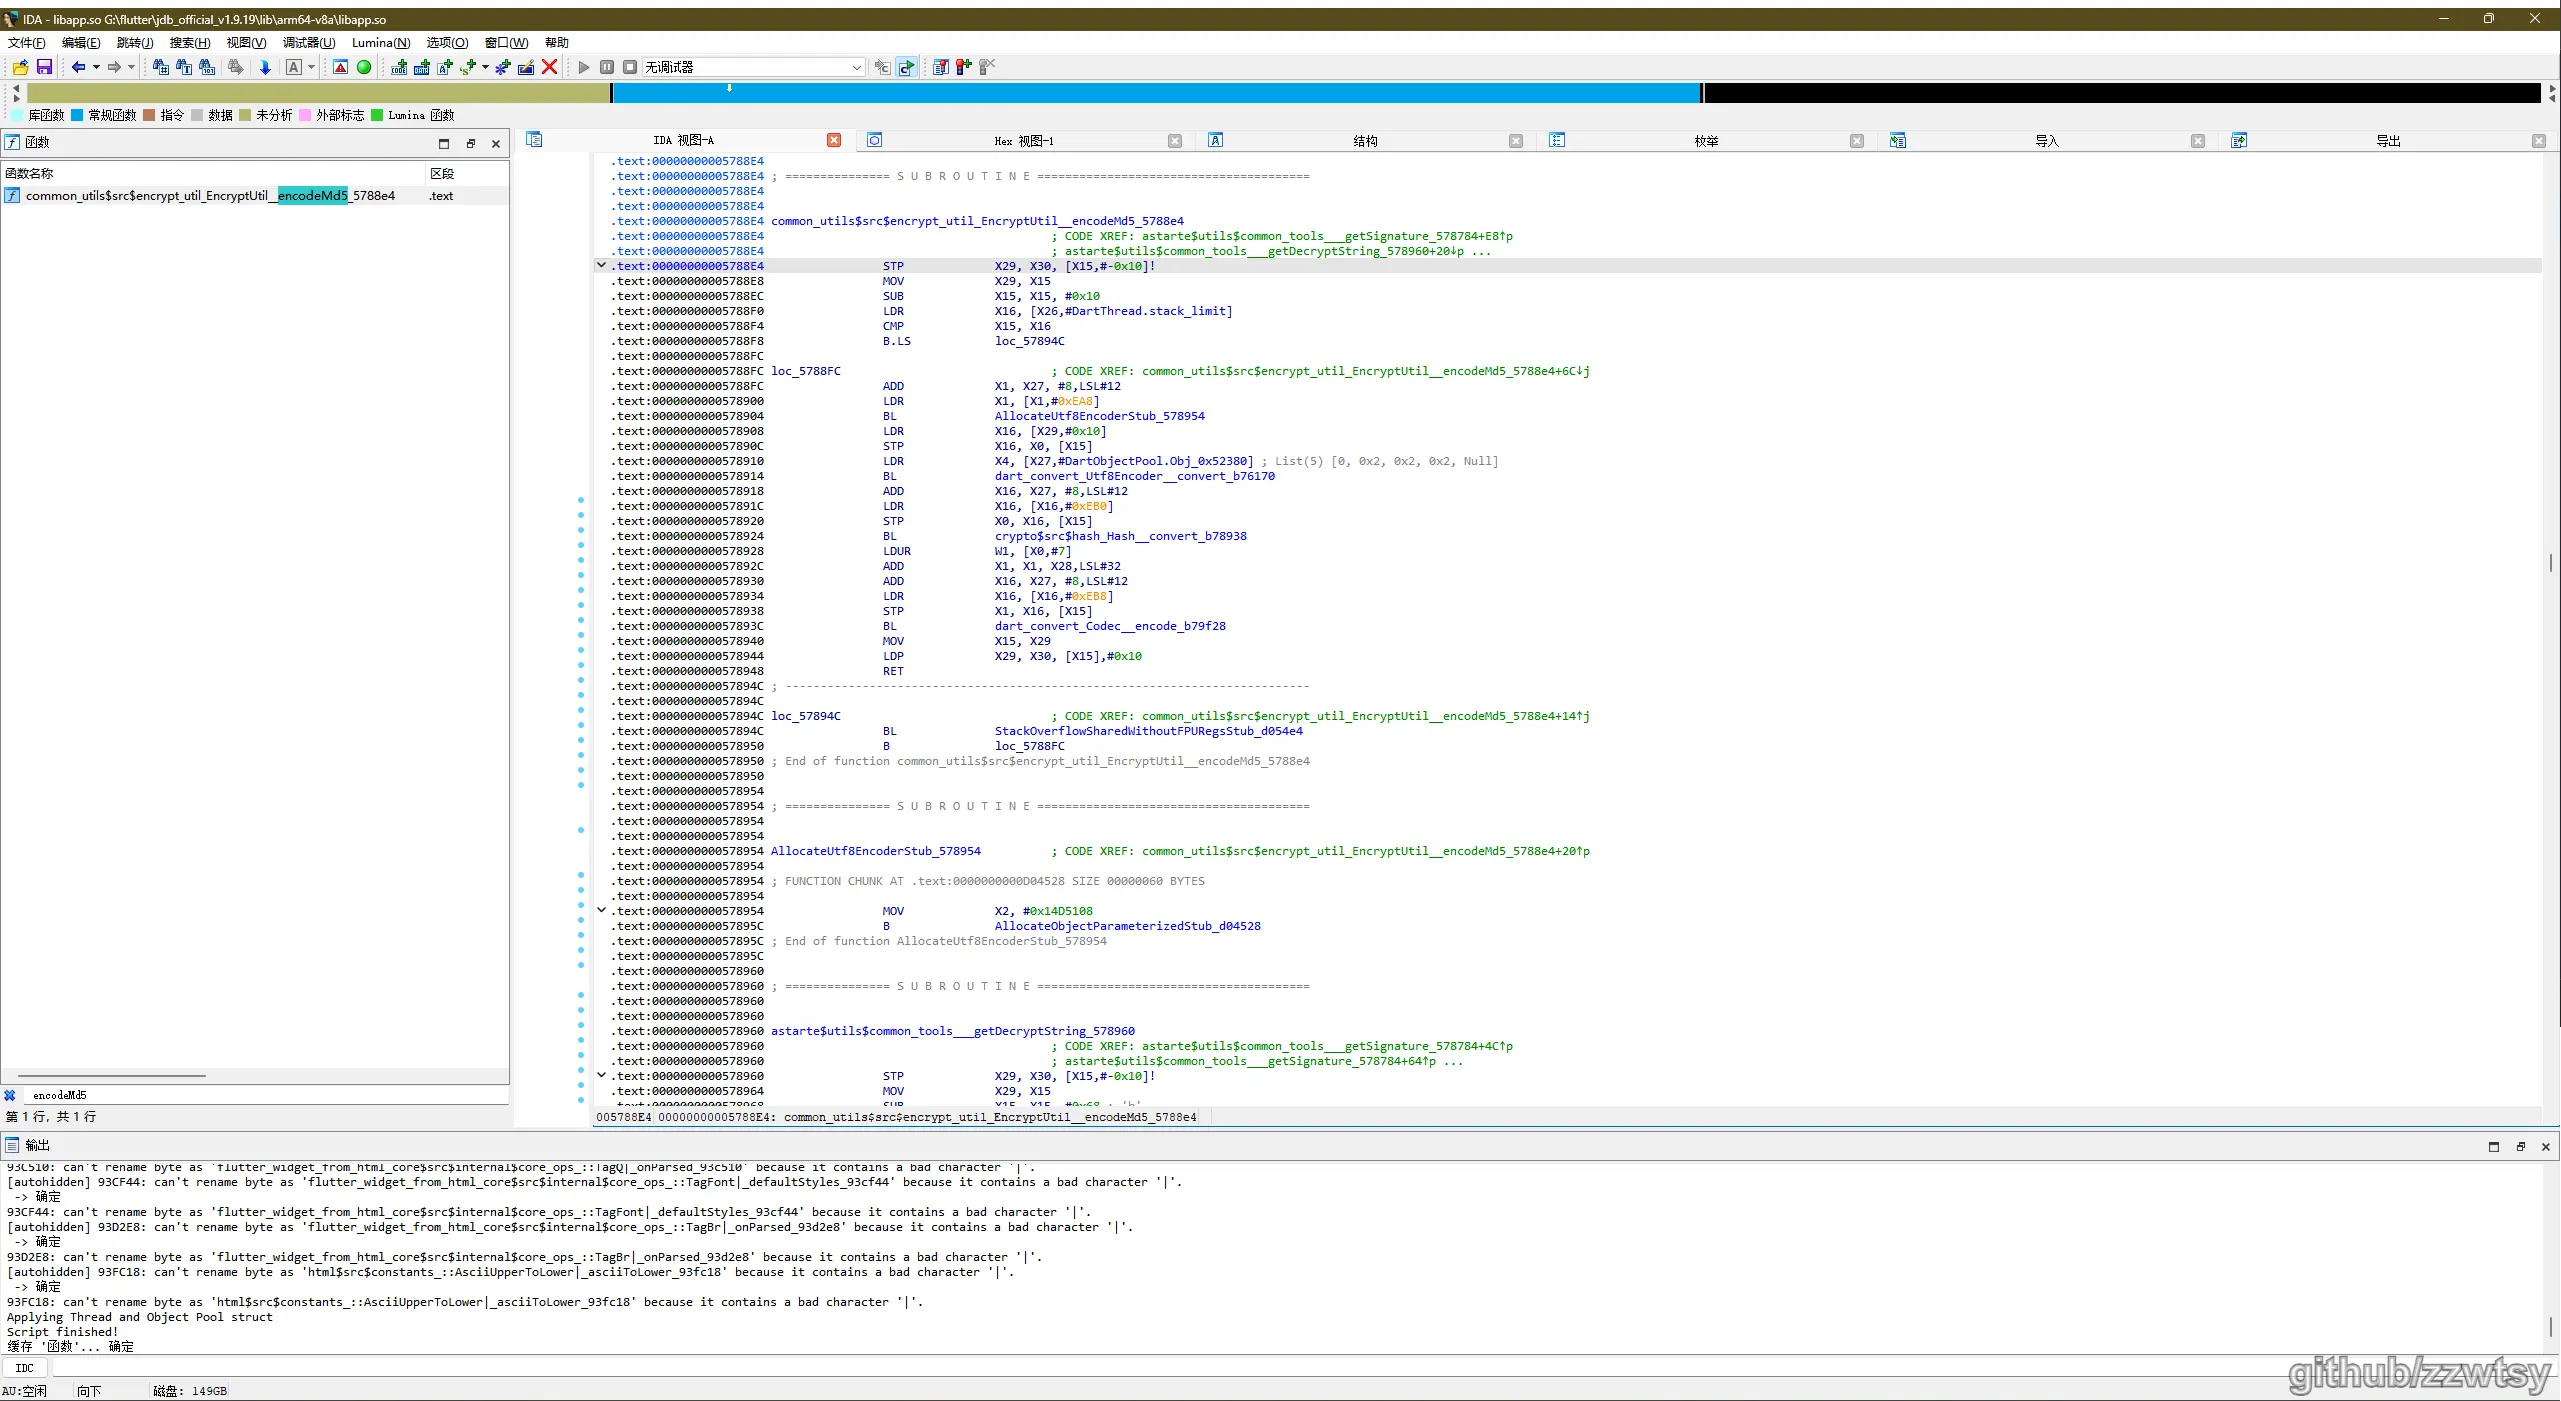 IDA - libapp.so G:\flutter\jdb_official_v1.9.19\lib\arm64-v8a\libapp.so
文件(F) 编辑(E) 跳转(J) 搜索(H) 视图(V) 调试器(U) Lumina(N) 选项(O) 窗口(W) 帮助
无调试器
库函数 常规函数 指令 数据 未分析 外部标志 Lumina 函数
函数
IDA 视图-A Hex 视图-1 结构 枚举 导入 导出
函数名称 区段
common_utils$src$encrypt_util_EncryptUtil__encodeMd5_5788e4 .text
.text:00000000005788E4
.text:00000000005788E4 ; =============== S U B R O U T I N E =======================================
.text:00000000005788E4
.text:00000000005788E4
.text:00000000005788E4 common_utils$src$encrypt_util_EncryptUtil__encodeMd5_5788e4
.text:00000000005788E4 ; CODE XREF: astarte$utils$common_tools___getSignature_578784+E8↑p
.text:00000000005788E4 ; astarte$utils$common_tools___getDecryptString_578960+20↓p ...
.text:00000000005788E4 STP X29, X30, [X15,#-0x10]!
.text:00000000005788E8 MOV X29, X15
.text:00000000005788EC SUB X15, X15, #0x10
.text:00000000005788F0 LDR X16, [X26,#DartThread.stack_limit]
.text:00000000005788F4 CMP X15, X16
.text:00000000005788F8 B.LS loc_57894C
.text:00000000005788FC
.text:00000000005788FC loc_5788FC ; CODE XREF: common_utils$src$encrypt_util_EncryptUtil__encodeMd5_5788e4+6C↓j
.text:00000000005788FC ADD X1, X27, #8,LSL#12
.text:0000000000578900 LDR X1, [X1,#0xEA8]
.text:0000000000578904 BL AllocateUtf8EncoderStub_578954
.text:0000000000578908 LDR X16, [X29,#0x10]
.text:000000000057890C STP X16, X0, [X15]
.text:0000000000578910 LDR X4, [X27,#DartObjectPool.Obj_0x52380] ; List(5) [0, 0x2, 0x2, 0x2, Null]
.text:0000000000578914 BL dart_convert_Utf8Encoder__convert_b76170
.text:0000000000578918 ADD X16, X27, #8,LSL#12
.text:000000000057891C LDR X16, [X16,#0xEB0]
.text:0000000000578920 STP X0, X16, [X15]
.text:0000000000578924 BL crypto$src$hash_Hash__convert_b78938
.text:0000000000578928 LDUR W1, [X0,#7]
.text:000000000057892C ADD X1, X1, X28,LSL#32
.text:0000000000578930 ADD X16, X27, #8,LSL#12
.text:0000000000578934 LDR X16, [X16,#0xEB8]
.text:0000000000578938 STP X1, X16, [X15]
.text:000000000057893C BL dart_convert_Codec__encode_b79f28
.text:0000000000578940 MOV X15, X29
.text:0000000000578944 LDP X29, X30, [X15],#0x10
.text:0000000000578948 RET
.text:000000000057894C ; ---------------------------------------------------------------------------
.text:000000000057894C
.text:000000000057894C loc_57894C ; CODE XREF: common_utils$src$encrypt_util_EncryptUtil__encodeMd5_5788e4+14↑j
.text:000000000057894C BL StackOverflowSharedWithoutFPURegsStub_d054e4
.text:0000000000578950 B loc_5788FC
.text:0000000000578950 ; End of function common_utils$src$encrypt_util_EncryptUtil__encodeMd5_5788e4
.text:0000000000578950
.text:0000000000578954
.text:0000000000578954 ; =============== S U B R O U T I N E =======================================
.text:0000000000578954
.text:0000000000578954
.text:0000000000578954 AllocateUtf8EncoderStub_578954 ; CODE XREF: common_utils$src$encrypt_util_EncryptUtil__encodeMd5_5788e4+20↑p
.text:0000000000578954
.text:0000000000578954 ; FUNCTION CHUNK AT .text:0000000000D04528 SIZE 00000060 BYTES
.text:0000000000578954
.text:0000000000578954 MOV X2, #0x14D5108
.text:000000000057895C B AllocateObjectParameterizedStub_d04528
.text:000000000057895C ; End of function AllocateUtf8EncoderStub_578954
.text:000000000057895C
.text:0000000000578960
.text:0000000000578960 ; =============== S U B R O U T I N E =======================================
.text:0000000000578960
.text:0000000000578960
.text:0000000000578960 astarte$utils$common_tools___getDecryptString_578960
.text:0000000000578960 ; CODE XREF: astarte$utils$common_tools___getSignature_578784+4C↑p
.text:0000000000578960 ; astarte$utils$common_tools___getSignature_578784+64↑p ...
.text:0000000000578960 STP X29, X30, [X15,#-0x10]!
.text:0000000000578964 MOV X29, X15
.text:0000000000578968 SUB X15, X15, #0x68 ; 'h'
encodeMd5
第 1 行, 共 1 行
005788E4 00000000005788E4: common_utils$src$encrypt_util_EncryptUtil__encodeMd5_5788e4
输出
93C510: can't rename byte as 'flutter_widget_from_html_core$src$internal$core_ops_::TagQ|_onParsed_93c510' because it contains a bad character '|'.
[autohidden] 93CF44: can't rename byte as 'flutter_widget_from_html_core$src$internal$core_ops_::TagFont|_defaultStyles_93cf44' because it contains a bad character '|'.
-> 确定
93CF44: can't rename byte as 'flutter_widget_from_html_core$src$internal$core_ops_::TagFont|_defaultStyles_93cf44' because it contains a bad character '|'.
[autohidden] 93D2E8: can't rename byte as 'flutter_widget_from_html_core$src$internal$core_ops_::TagBr|_onParsed_93d2e8' because it contains a bad character '|'.
-> 确定
93D2E8: can't rename byte as 'flutter_widget_from_html_core$src$internal$core_ops_::TagBr|_onParsed_93d2e8' because it contains a bad character '|'.
[autohidden] 93FC18: can't rename byte as 'html$src$constants_::AsciiUpperToLower|_asciiToLower_93fc18' because it contains a bad character '|'.
-> 确定
93FC18: can't rename byte as 'html$src$constants_::AsciiUpperToLower|_asciiToLower_93fc18' because it contains a bad character '|'.
Applying Thread and Object Pool struct
Script finished!
缓存 '函数'... 确定
IDC
AU:空闲 向下 磁盘: 149GB
github/zzwtsy